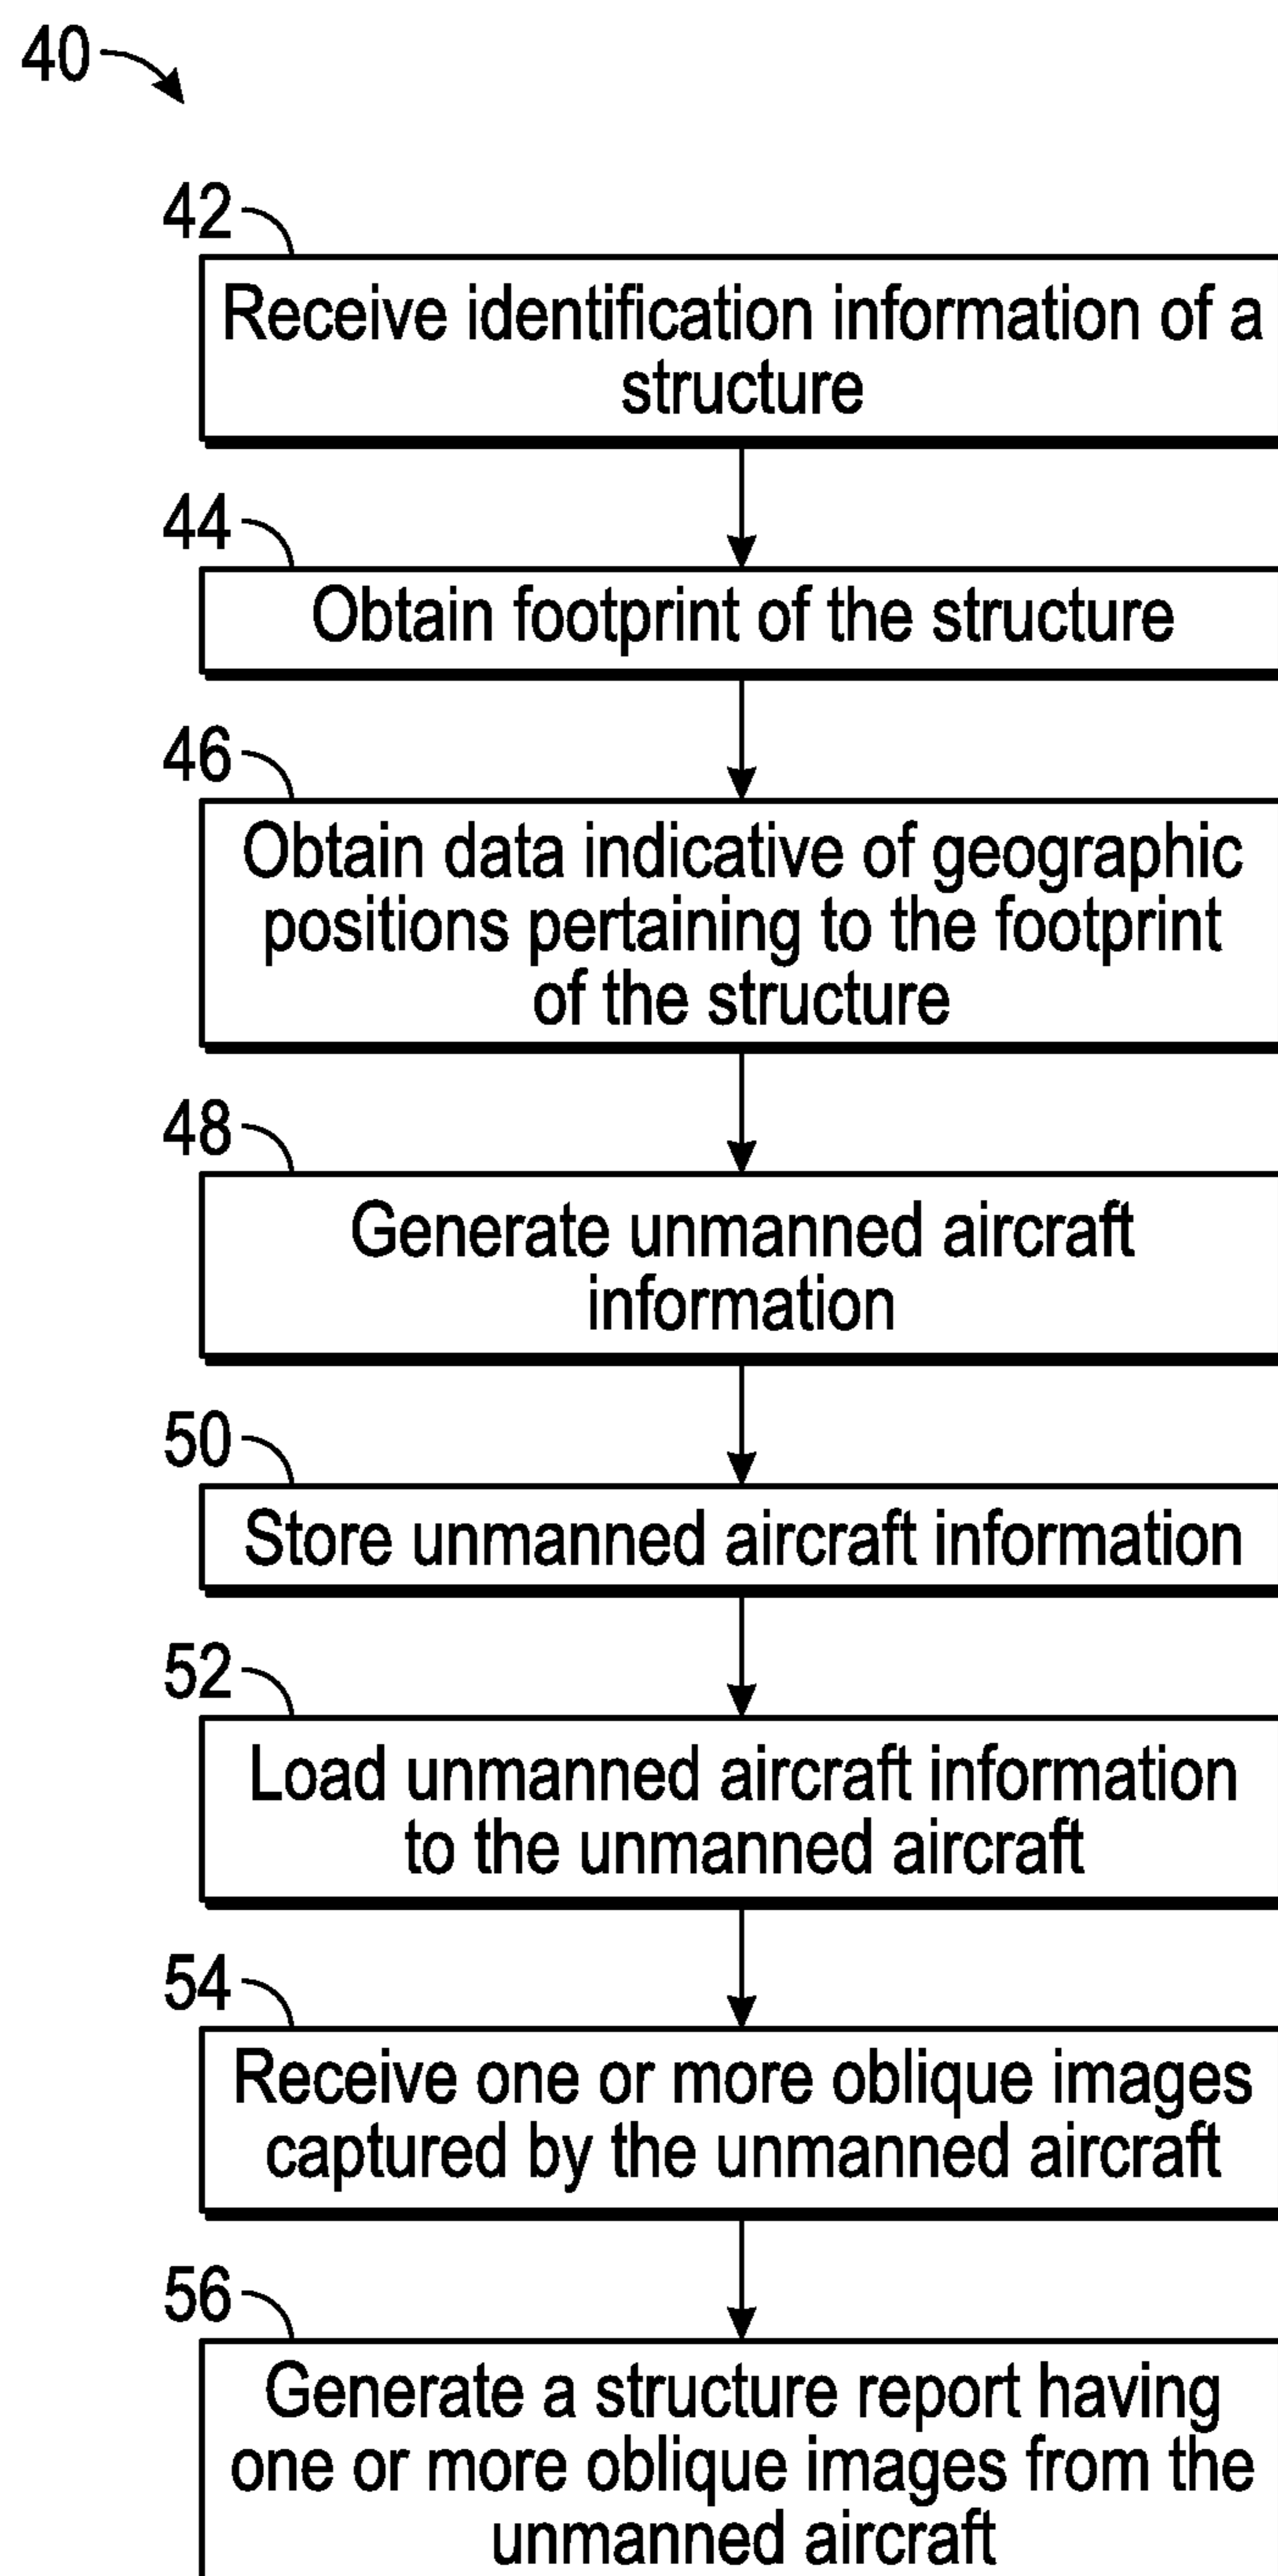 40
42
Receive identification information of a
structure
44
Obtain footprint of the structure
46
Obtain data indicative of geographic
positions pertaining to the footprint
of the structure
48
Generate unmanned aircraft
information
50
Store unmanned aircraft information
52
Load unmanned aircraft information
to the unmanned aircraft
54
Receive one or more oblique images
captured by the unmanned aircraft
56
Generate a structure report having
one or more oblique images from the
unmanned aircraft